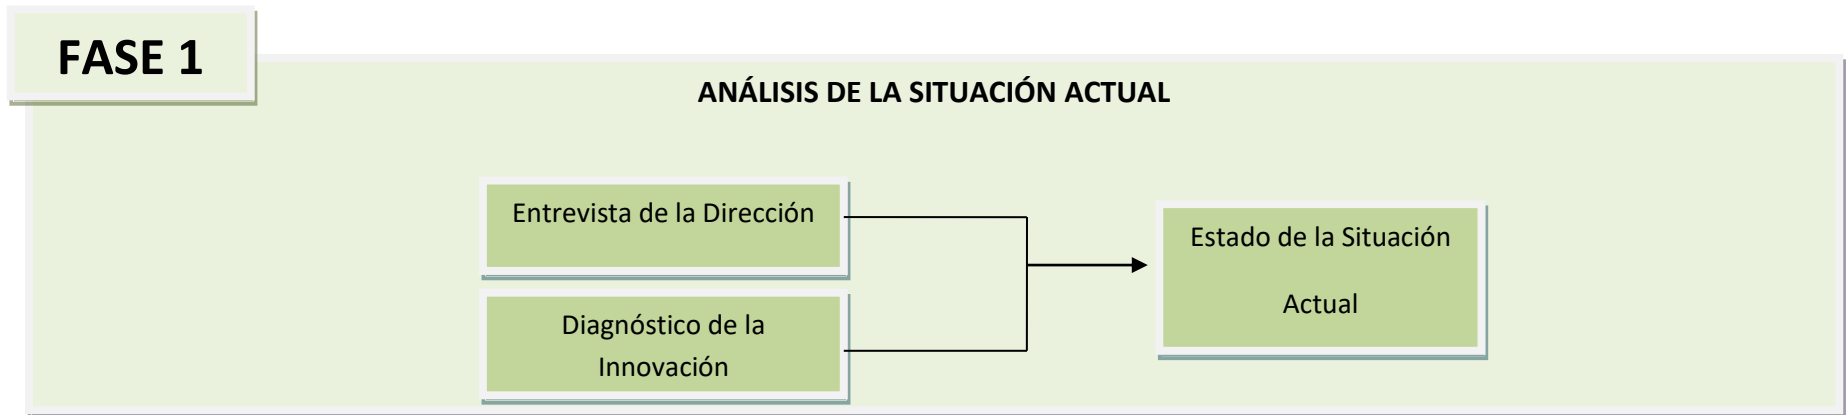 FASE 1
ANÁLISIS DE LA SITUACIÓN ACTUAL
Entrevista de la Dirección
Diagnóstico de la
Innovación
Estado de la Situación
Actual